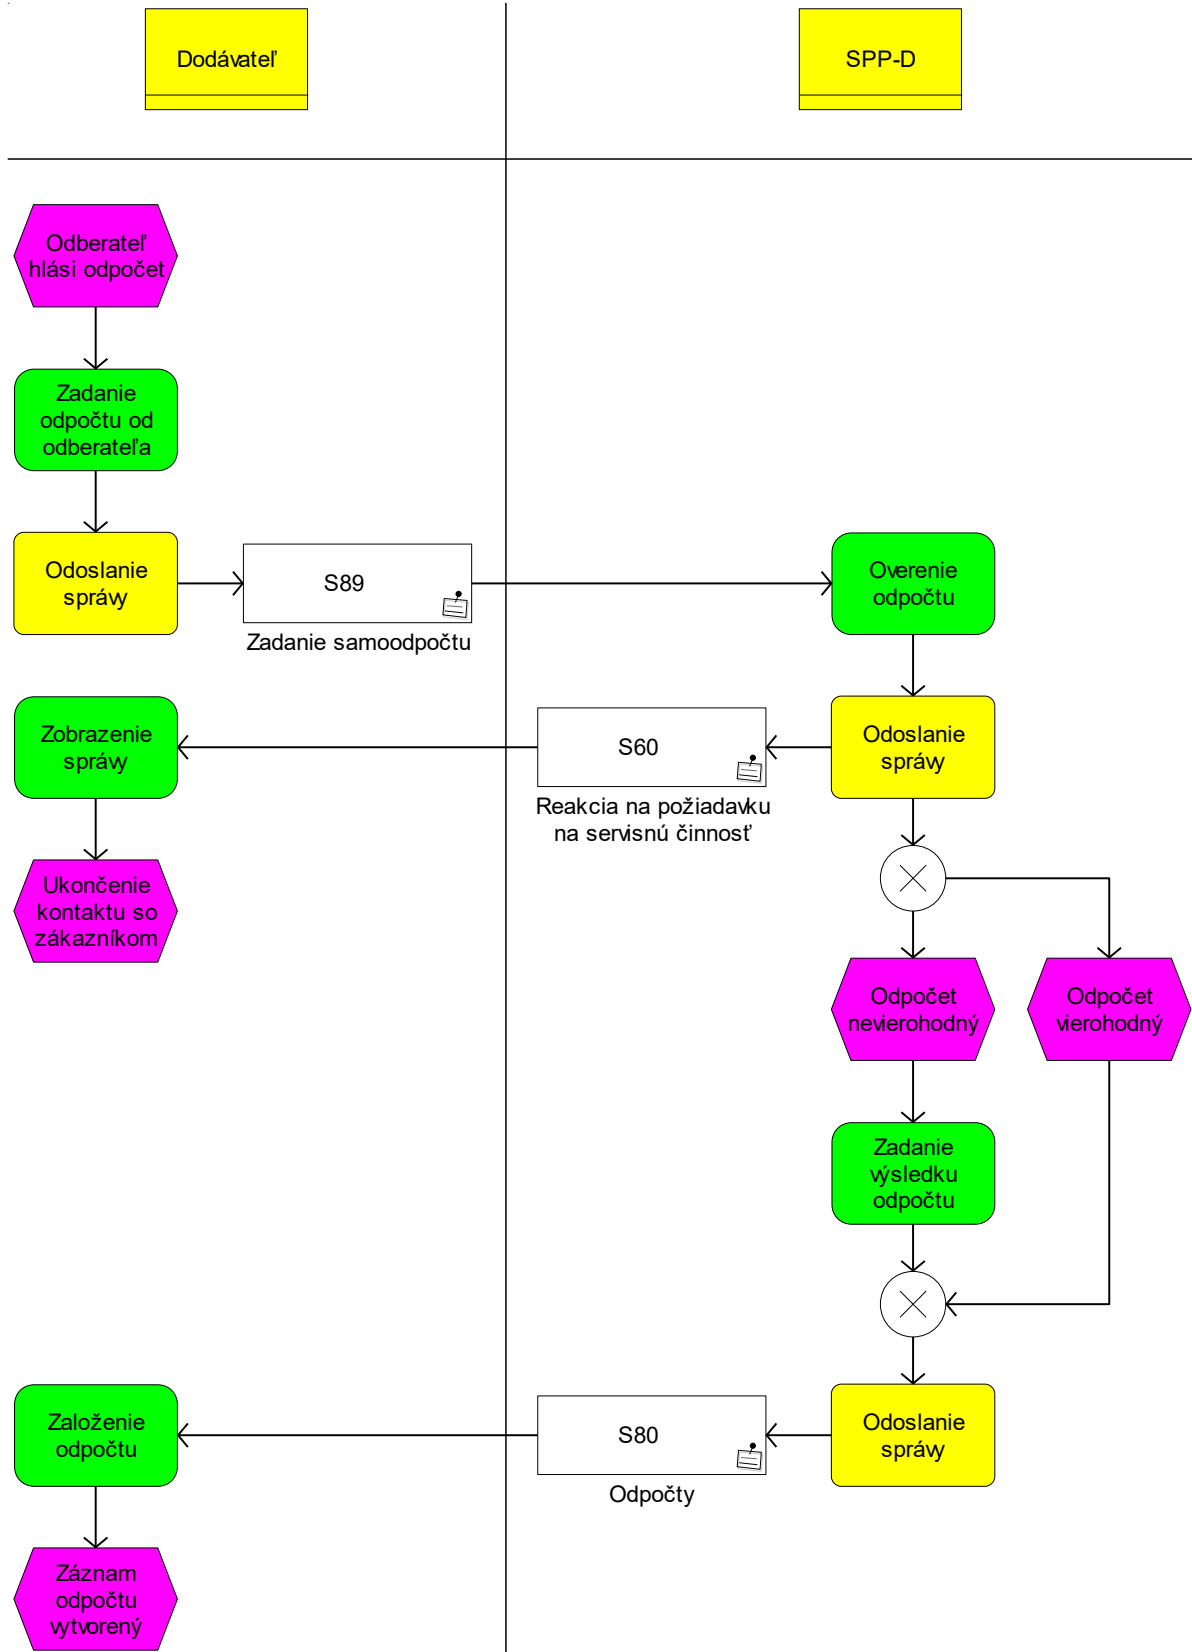 Dodávateľ
SPP-D
Odberateľ
hlási odpočet
Zadanie
odpočtu od
odberateľa
Odoslanie
správy
S89
Zadanie samoodpočtu
Overenie
odpočtu
Zobrazenie
správy
S60
Reakcia na požiadavku
na servisnú činnosť
Odoslanie
správy
Ukončenie
kontaktu so
zákazníkom
Odpočet
nevierohodný
Odpočet
vierohodný
Zadanie
výsledku
odpočtu
Založenie
odpočtu
S80
Odpočty
Odoslanie
správy
Záznam
odpočtu
vytvorený